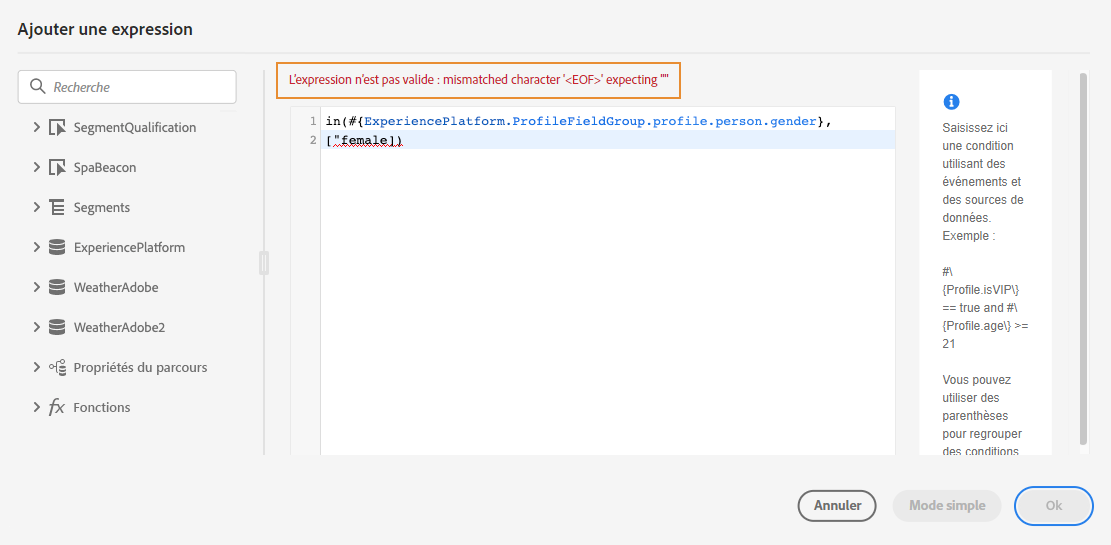 Ajouter une expression
Recherche
SegmentQualification
SpaBeacon
Segments
ExperiencePlatform
WeatherAdobe
WeatherAdobe2
Propriétés du parcours
fx Fonctions
L'expression n'est pas valide : mismatched character '<EOF>' expecting '"'
1 in(#{ExperiencePlatform.ProfileFieldGroup.profile.person.gender},
2 ["female])
Saisissez ici
une condition
utilisant des
événements et
des sources de
données.
Exemple :
#\
{Profile.isVIP\}
== true and #\
{Profile.age\} >=
21
Vous pouvez
utiliser des
parenthèses
pour regrouper
des conditions
Annuler
Mode simple
Ok